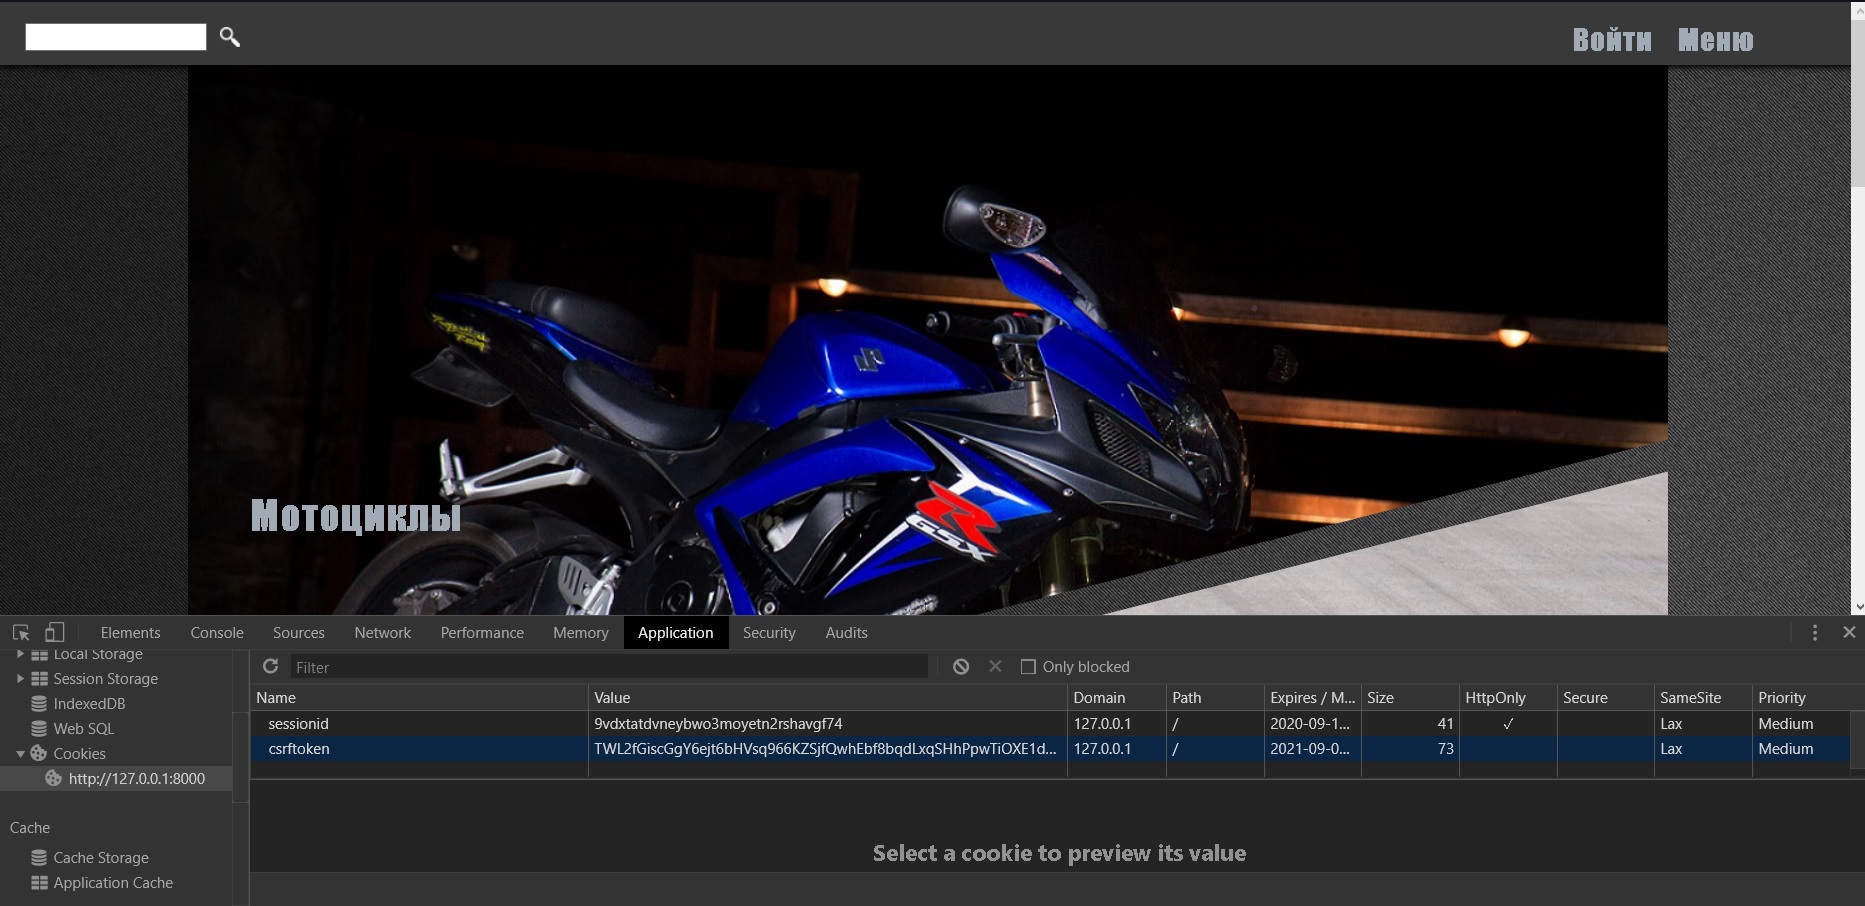 Войти Меню
Мотоциклы
GSX
Elements Console Sources Network Performance Memory Application Security Audits
Local Storage
Session Storage
IndexedDB
Web SQL
Cookies
http://127.0.0.1:8000
Cache
Cache Storage
Application Cache
Filter Only blocked
Name Value Domain Path Expires / M... Size HttpOnly Secure SameSite Priority
sessionid 9vdxtatdvneybwo3moyetn2rshavgf74 127.0.0.1 / 2020-09-1... 41 ✓ Lax Medium
csrftoken TWL2fGiscGgY6ejt6bHVsq966KZSjfQwhEbf8bqdLxqSHhPpwTiOXE1d... 127.0.0.1 / 2021-09-0... 73 Lax Medium
Select a cookie to preview its value